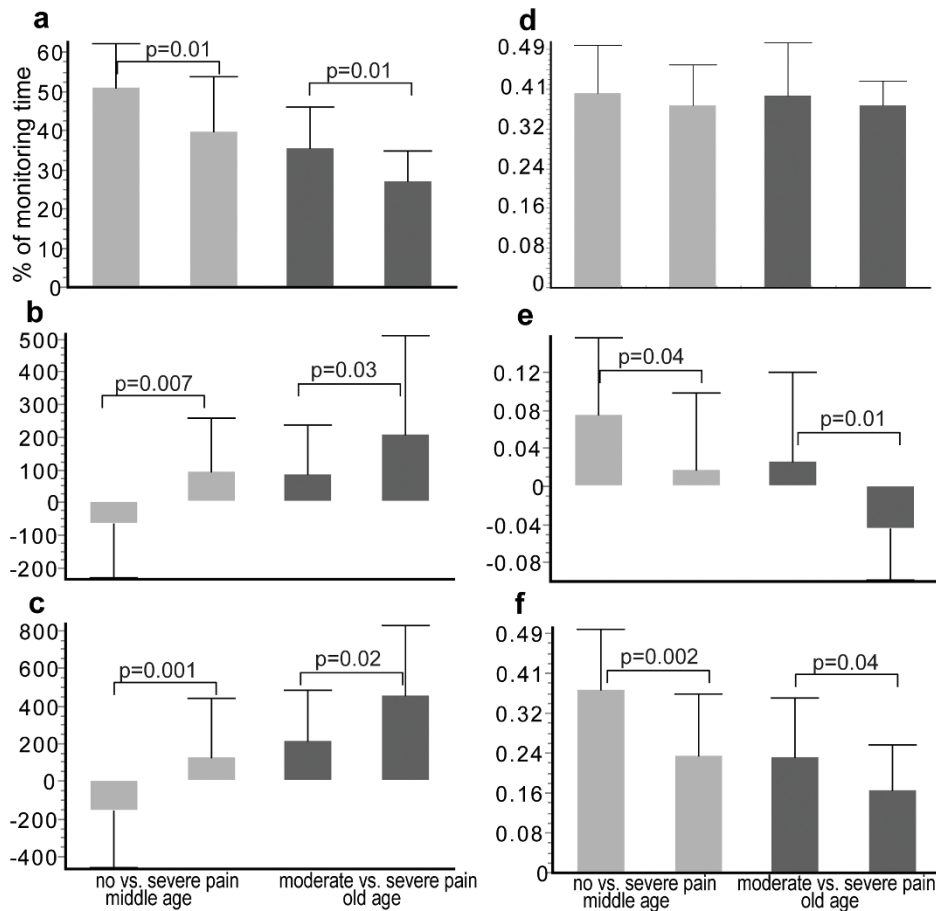 a
% of monitoring time
60
50
40
30
20
10
0
p=0.01
p=0.01
d
0.49
0.41
0.32
0.24
0.16
0.08
0
b
500
400
300
200
100
0
-100
-200
p=0.007
p=0.03
e
0.12
0.08
0.04
0
-0.04
-0.08
p=0.04
p=0.01
c
800
600
400
200
0
-200
-400
p=0.001
p=0.02
no vs. severe pain
middle age
moderate vs. severe pain
old age
f
0.49
0.41
0.32
0.24
0.16
0.08
0
p=0.002
p=0.04
no vs. severe pain
middle age
moderate vs. severe pain
old age